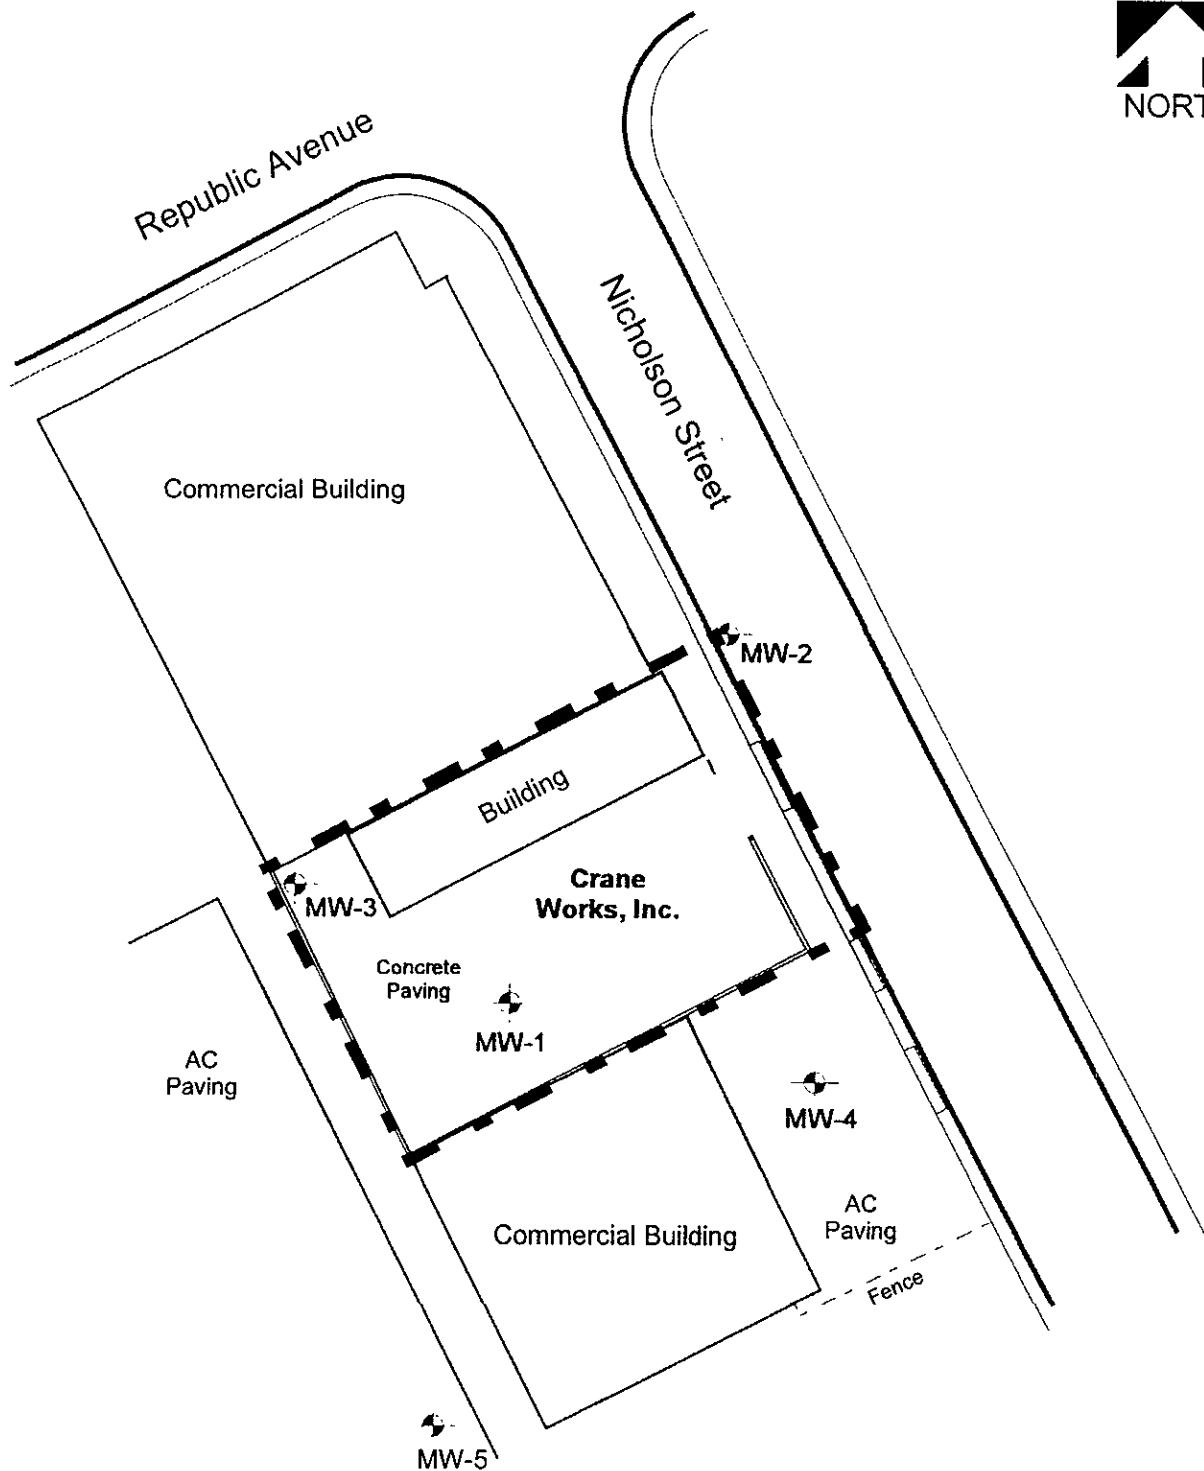 NORT
Republic Avenue
Nicholson Street
Commercial Building
MW-2
Building
Crane
Works, Inc.
MW-3
Concrete
Paving
MW-1
AC
Paving
MW-4
AC
Paving
Commercial Building
Fence
MW-5